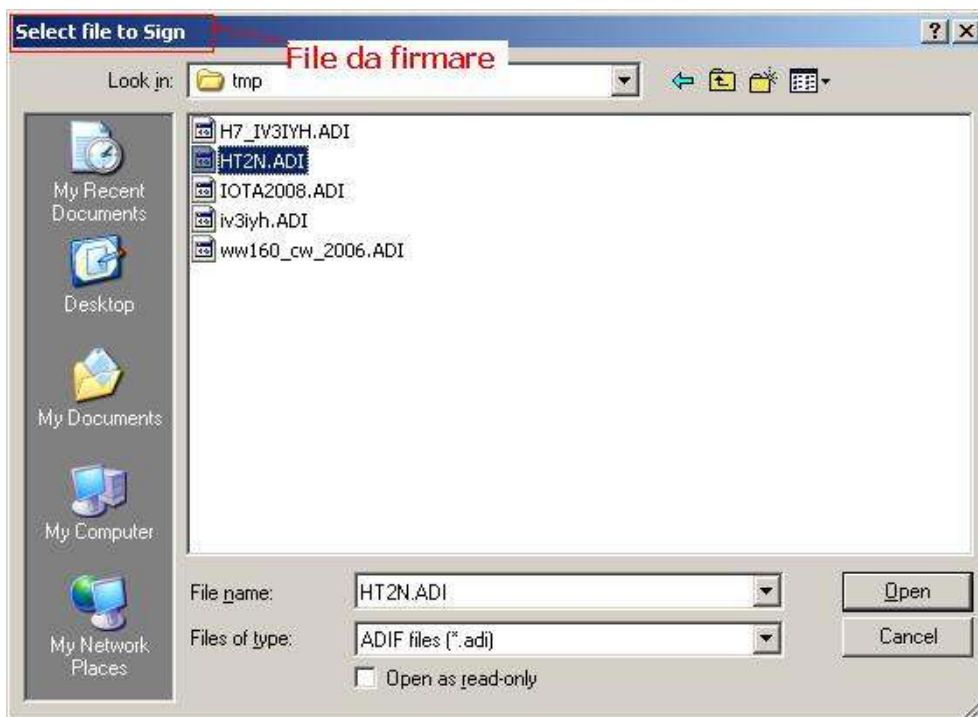 Select file to Sign
File da firmare
Look in:
tmp
My Recent
Documents
Desktop
My Documents
My Computer
My Network
Places
H7_IV3IYH.ADI
HT2N.ADI
IOTA2008.ADI
iv3iyh.ADI
ww160_cw_2006.ADI
File name:
HT2N.ADI
Open
Files of type:
ADIF files (*.adi)
Cancel
Open as read-only